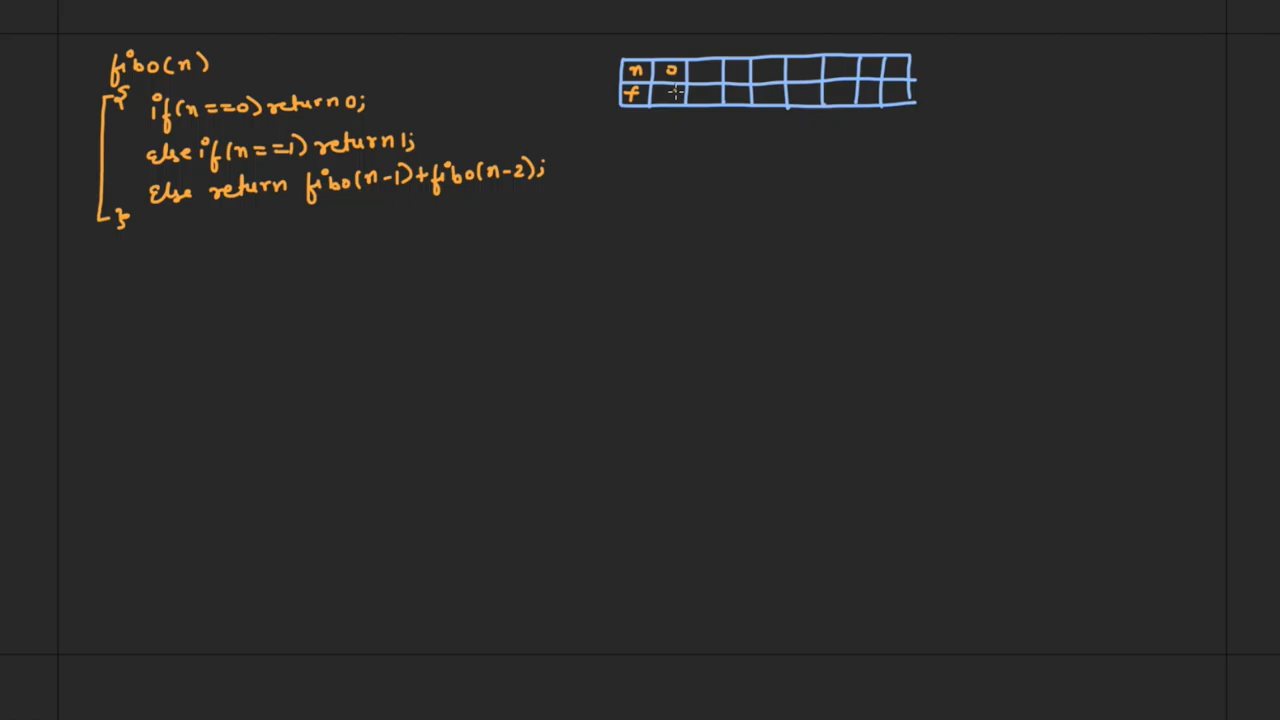 fibo(n)
{
if(n==0)return 0;
else if(n==1) return 1;
Else return fibo(n-1)+fibo(n-2);
}
n 0
f